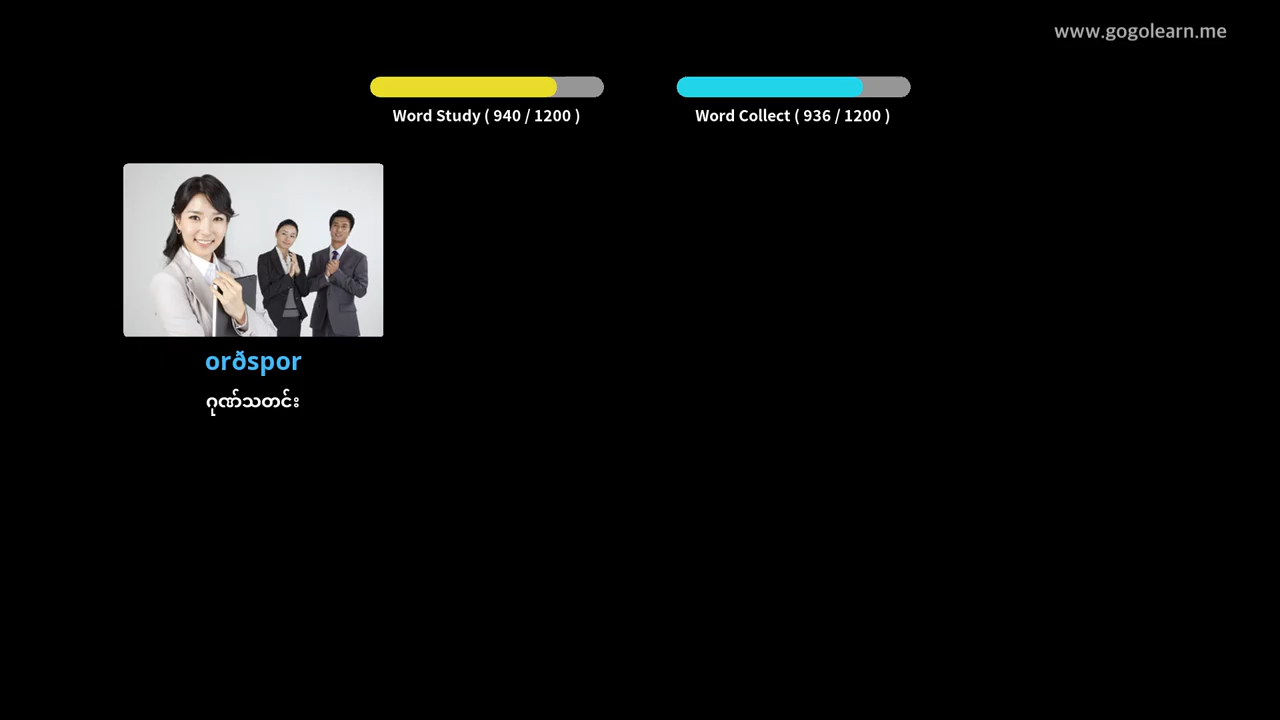 www.gogolearn.me
Word Study ( 940 / 1200 )
Word Collect ( 936 / 1200 )
orðspor
ဂုဏ်သတင်း